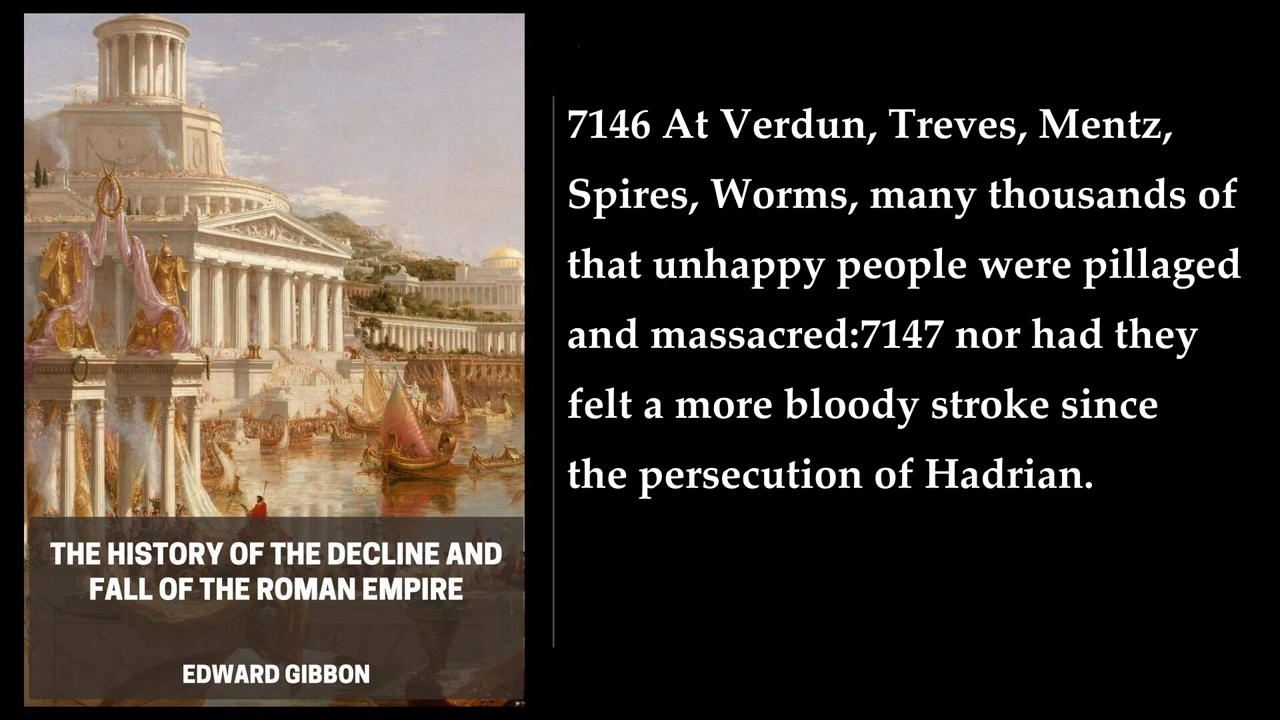 7146 At Verdun, Treves, Mentz,
Spires, Worms, many thousands of
that unhappy people were pillaged
and massacred:7147 nor had they
felt a more bloody stroke since
the persecution of Hadrian.
THE HISTORY OF THE DECLINE AND
FALL OF THE ROMAN EMPIRE
EDWARD GIBBON